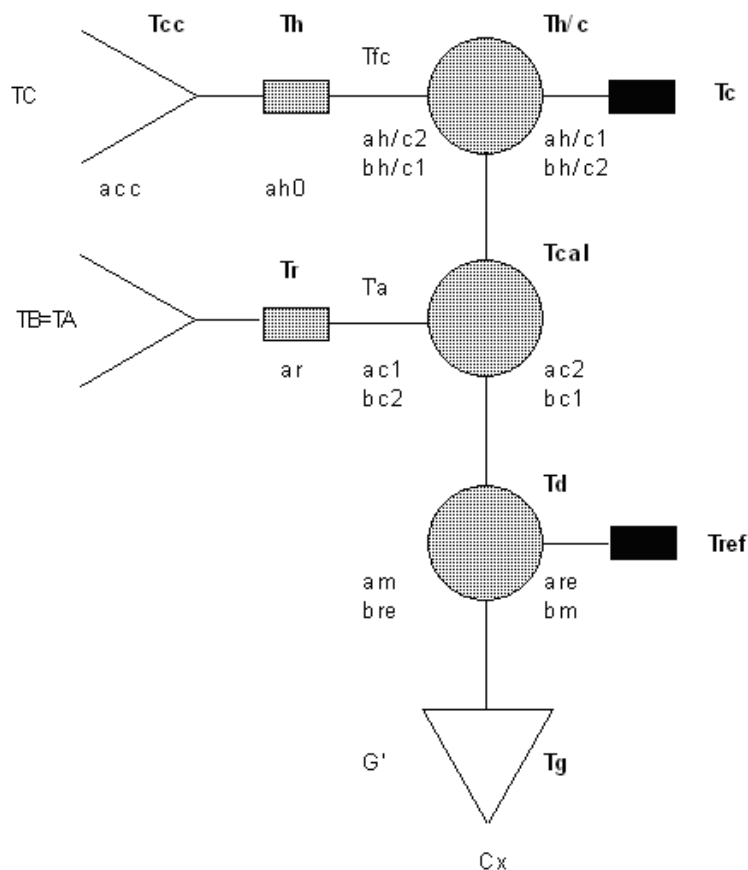 Tcc Th Th/c
TC Tfc Tc
ah/c2 ah/c1
bh/c1 bh/c2
acc ah0
Tr Tcal
T'a
TB=TA
ar ac1 ac2
bc2 bc1
Td
Tref
am are
bre bm
G' Tg
Cx